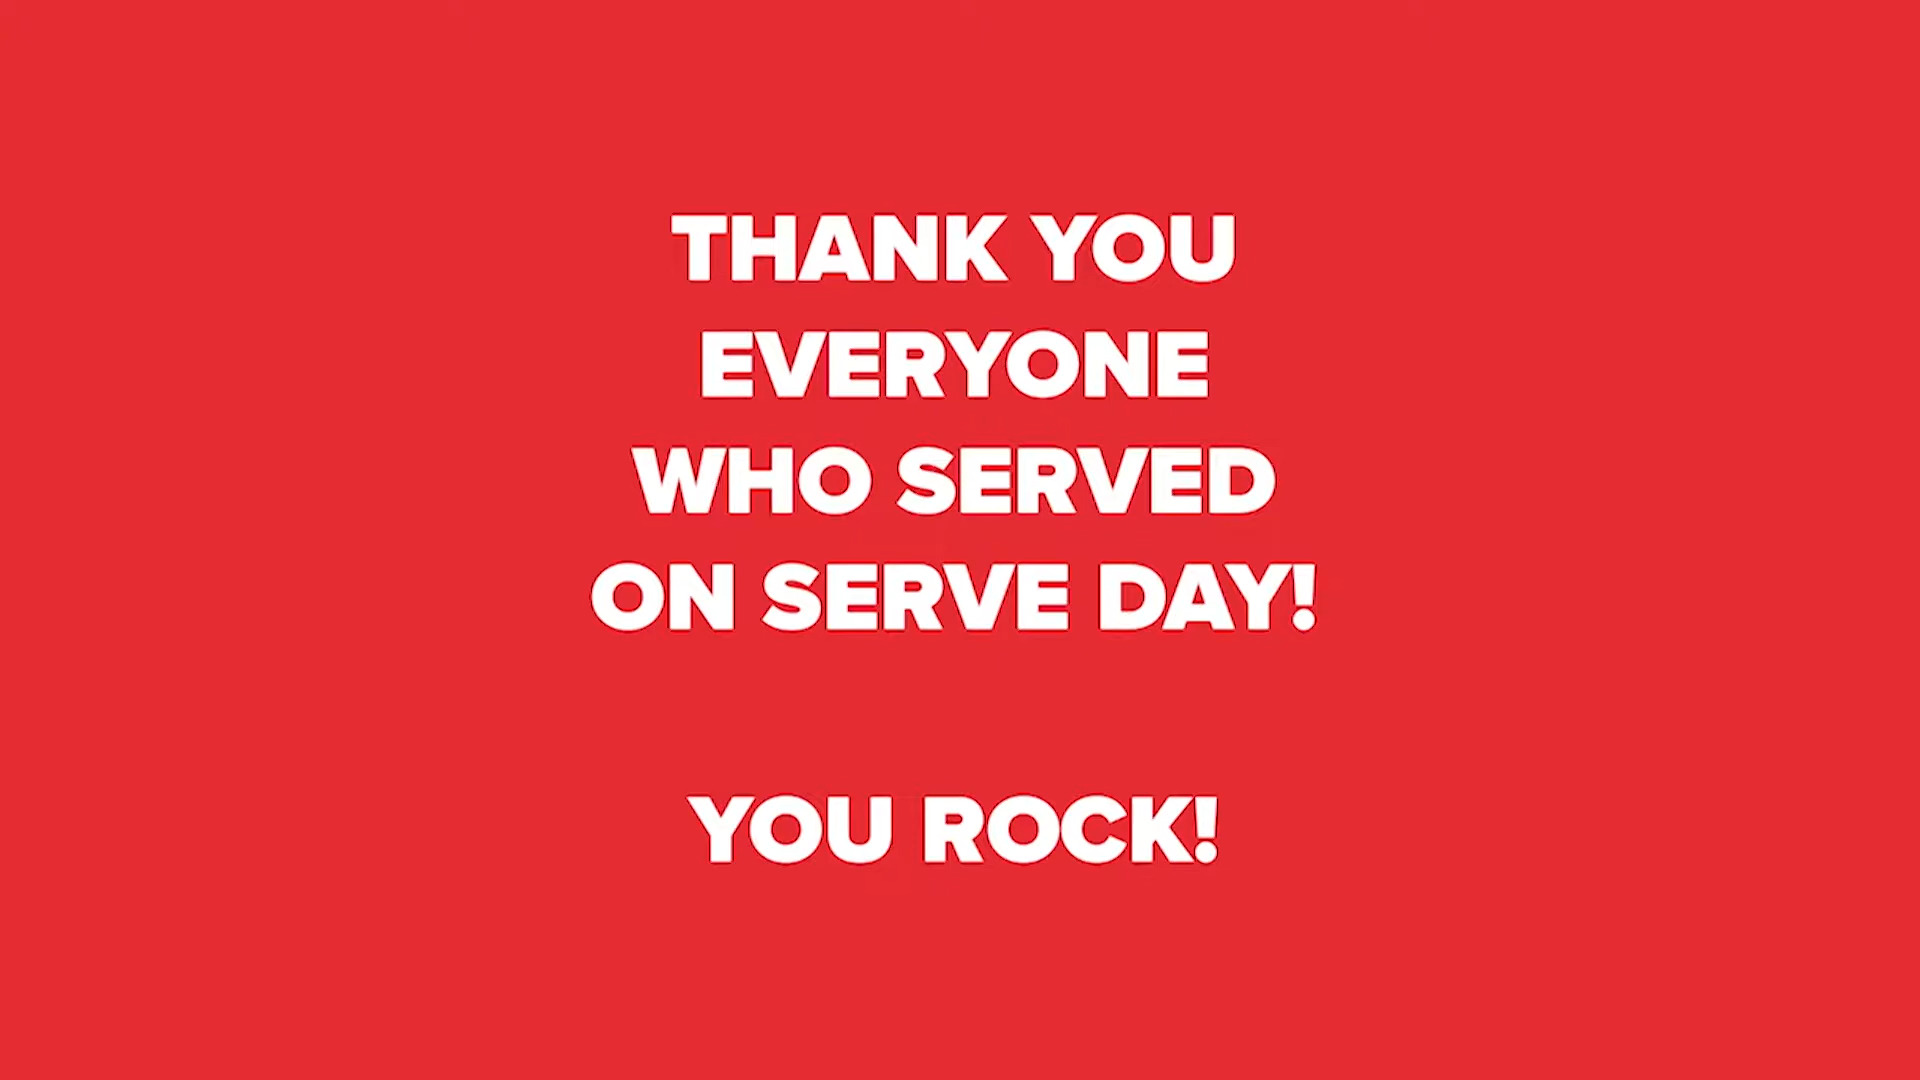 THANK YOU
EVERYONE
WHO SERVED
ON SERVE DAY!
YOU ROCK!